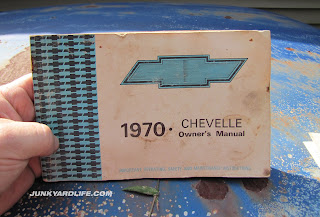 1970 • CHEVELLE
Owner's Manual
JUNKYARDLIFE.COM